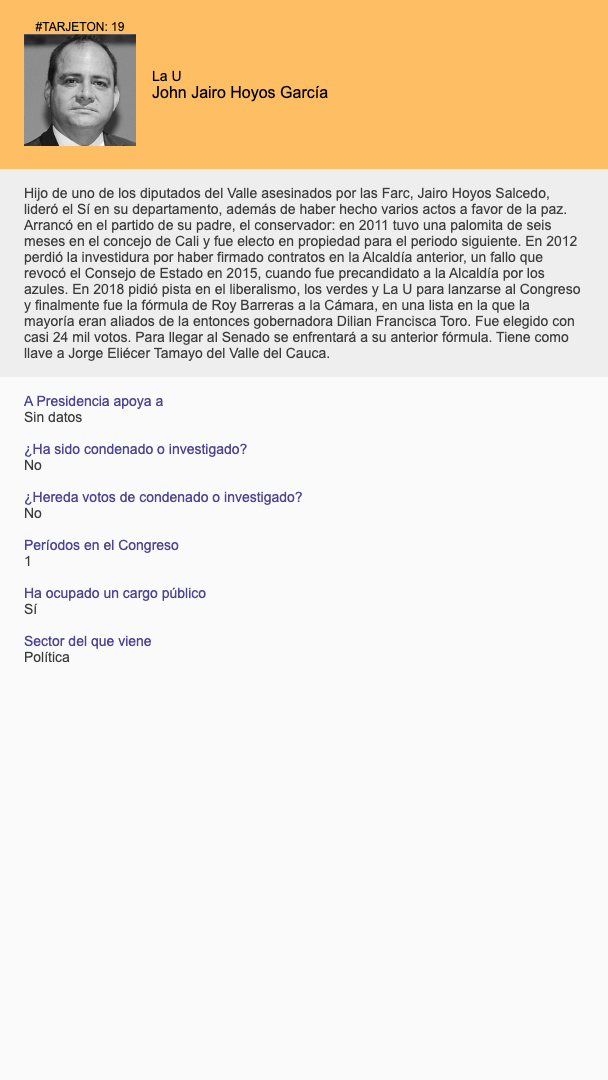 #TARJETON: 19
La U
John Jairo Hoyos García
Hijo de uno de los diputados del Valle asesinados por las Farc, Jairo Hoyos Salcedo,
lideró el Sí en su departamento, además de haber hecho varios actos a favor de la paz.
Arrancó en el partido de su padre, el conservador: en 2011 tuvo una palomita de seis
meses en el concejo de Cali y fue electo en propiedad para el periodo siguiente. En 2012
perdió la investidura por haber firmado contratos en la Alcaldía anterior, un fallo que
revocó el Consejo de Estado en 2015, cuando fue precandidato a la Alcaldía por los
azules. En 2018 pidió pista en el liberalismo, los verdes y La U para lanzarse al Congreso
y finalmente fue la fórmula de Roy Barreras a la Cámara, en una lista en la que la
mayoría eran aliados de la entonces gobernadora Dilian Francisca Toro. Fue elegido con
casi 24 mil votos. Para llegar al Senado se enfrentará a su anterior fórmula. Tiene como
llave a Jorge Eliécer Tamayo del Valle del Cauca.
A Presidencia apoya a
Sin datos
¿Ha sido condenado o investigado?
No
¿Hereda votos de condenado o investigado?
No
Períodos en el Congreso
1
Ha ocupado un cargo público
Sí
Sector del que viene
Política